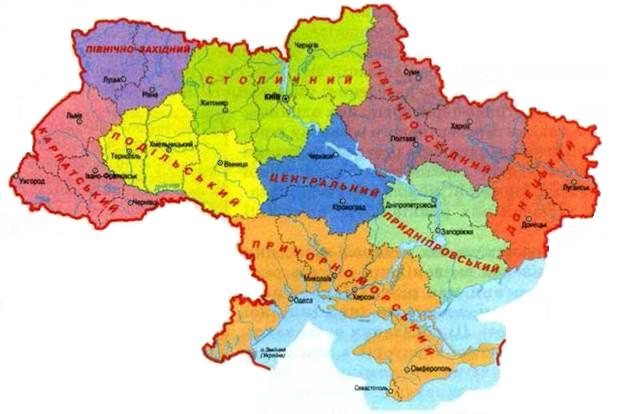 ПІВНІЧНО-ЗАХІДНИЙ
Луцьк
Рівне
СТОЛИЧНИЙ
Чернігів
Житомир
КИЇВ
ПІВНІЧНО-СХІДНИЙ
Суми
Полтава
Харків
КАРПАТСЬКИЙ
Львів
Ужгород
Івано-Франківськ
Чернівці
ПОДІЛЬСЬКИЙ
Тернопіль
Хмельницький
Вінниця
ЦЕНТРАЛЬНИЙ
Черкаси
Кіровоград
ПРИДНІПРОВСЬКИЙ
Дніпропетровськ
Запоріжжя
ДОНЕЦЬКИЙ
Луганськ
Донецьк
ПРИЧОРНОМОРСЬКИЙ
Миколаїв
Херсон
Одеса
о.Зміїний
(Україна)
Сімферополь
Севастополь